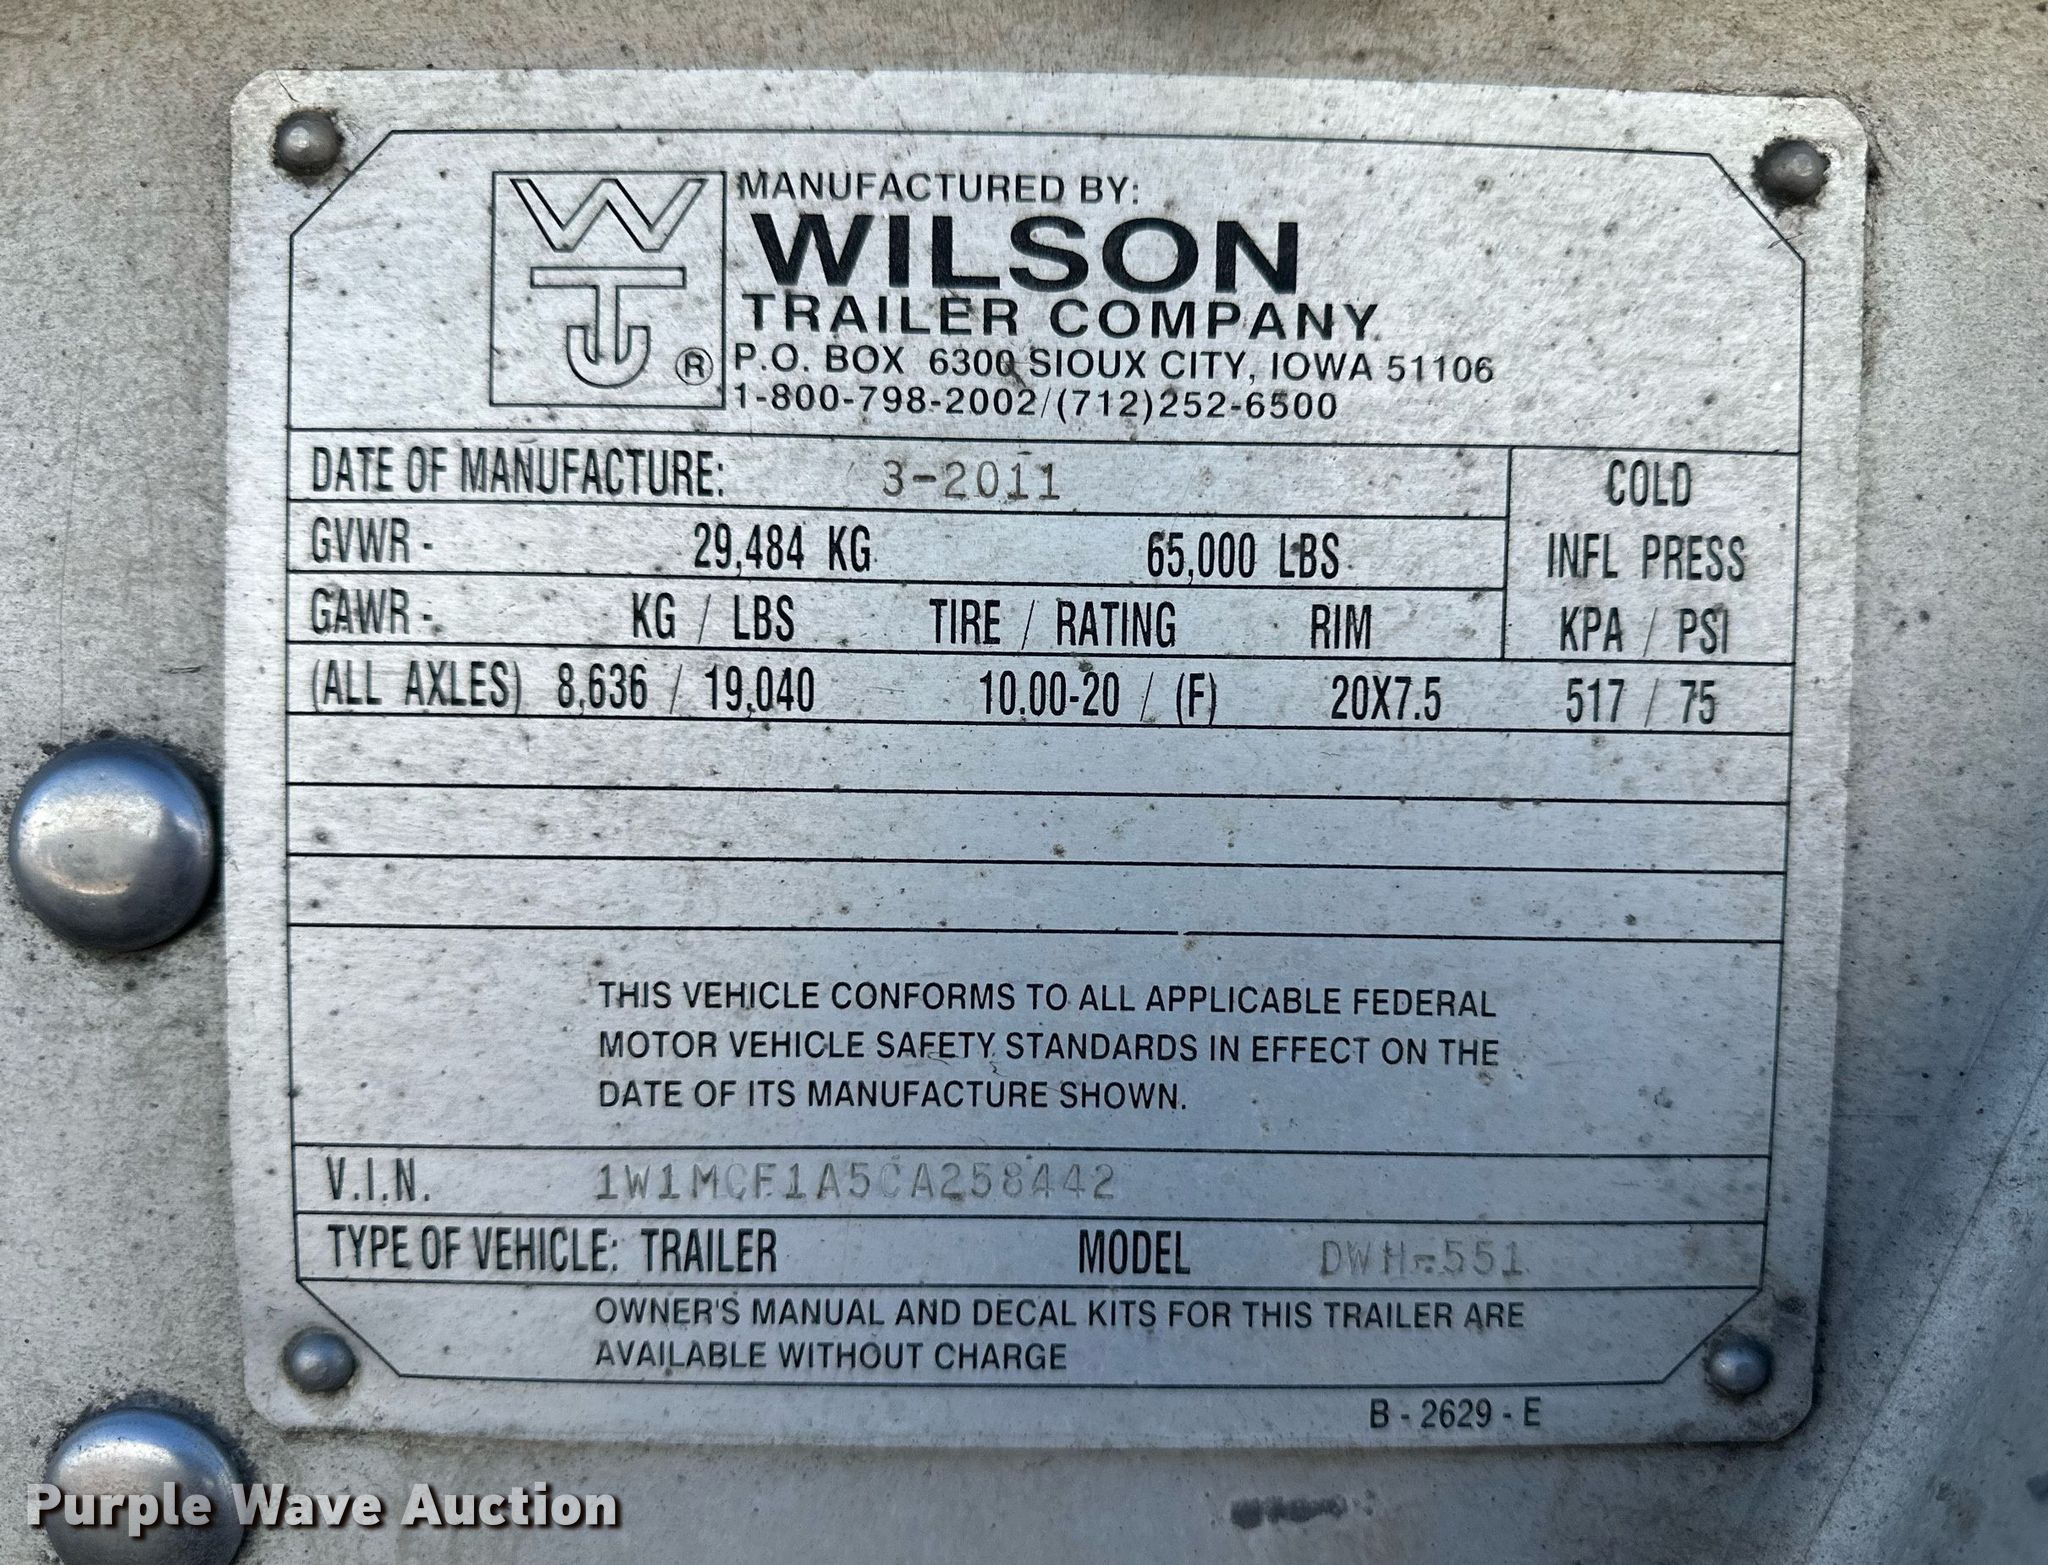 MANUFACTURED BY:
WILSON
TRAILER COMPANY
P.O. BOX 6300 SIOUX CITY, IOWA 51106
1-800-798-2002/(712)252-6500
WTJ ®
DATE OF MANUFACTURE: 3-2011
COLD
INFL PRESS
KPA / PSI
GVWR - 29,484 KG 65,000 LBS
GAWR - KG / LBS TIRE / RATING RIM
(ALL AXLES) 8,636 / 19,040 10.00-20 / (F) 20X7.5 517 / 75
THIS VEHICLE CONFORMS TO ALL APPLICABLE FEDERAL
MOTOR VEHICLE SAFETY STANDARDS IN EFFECT ON THE
DATE OF ITS MANUFACTURE SHOWN.
V.I.N. 1W1MCF1A5CA258442
TYPE OF VEHICLE: TRAILER MODEL DWH-551
OWNER'S MANUAL AND DECAL KITS FOR THIS TRAILER ARE
AVAILABLE WITHOUT CHARGE
B - 2629 - E
Purple Wave Auction